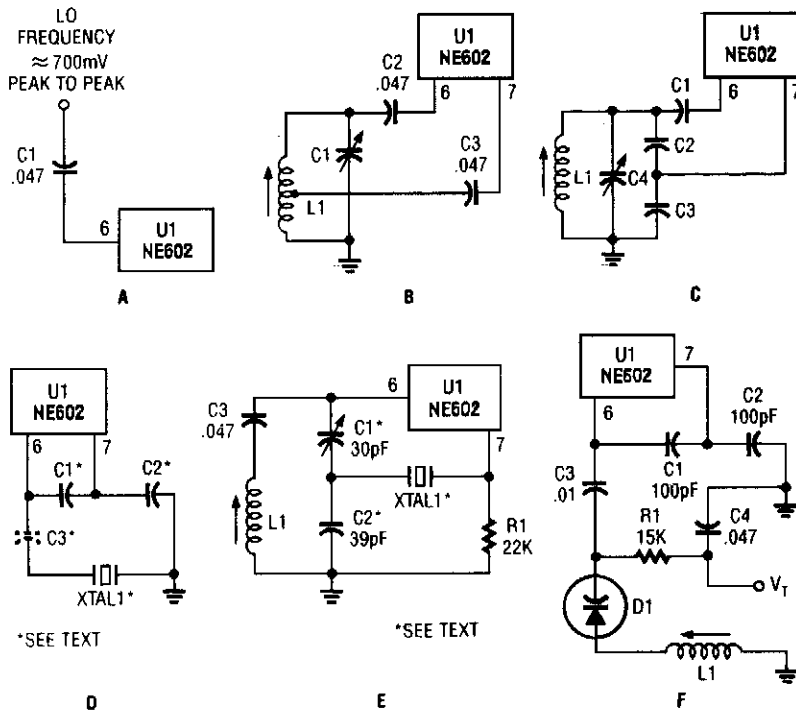 LO
FREQUENCY
≈700mV
PEAK TO PEAK
C1
.047
6
U1
NE602
A
U1
NE602
C2
.047
6
7
C1
C3
.047
L1
B
U1
NE602
C1
6
7
C2
L1
C4
C3
C
U1
NE602
6
7
C1*
C2*
C3*
XTAL1*
*SEE TEXT
D
U1
NE602
6
7
C3
.047
C1*
30pF
XTAL1*
L1
C2*
39pF
R1
22K
*SEE TEXT
E
U1
NE602
7
6
C2
100pF
C3
.01
C1
100pF
R1
15K
C4
.047
VT
D1
L1
F